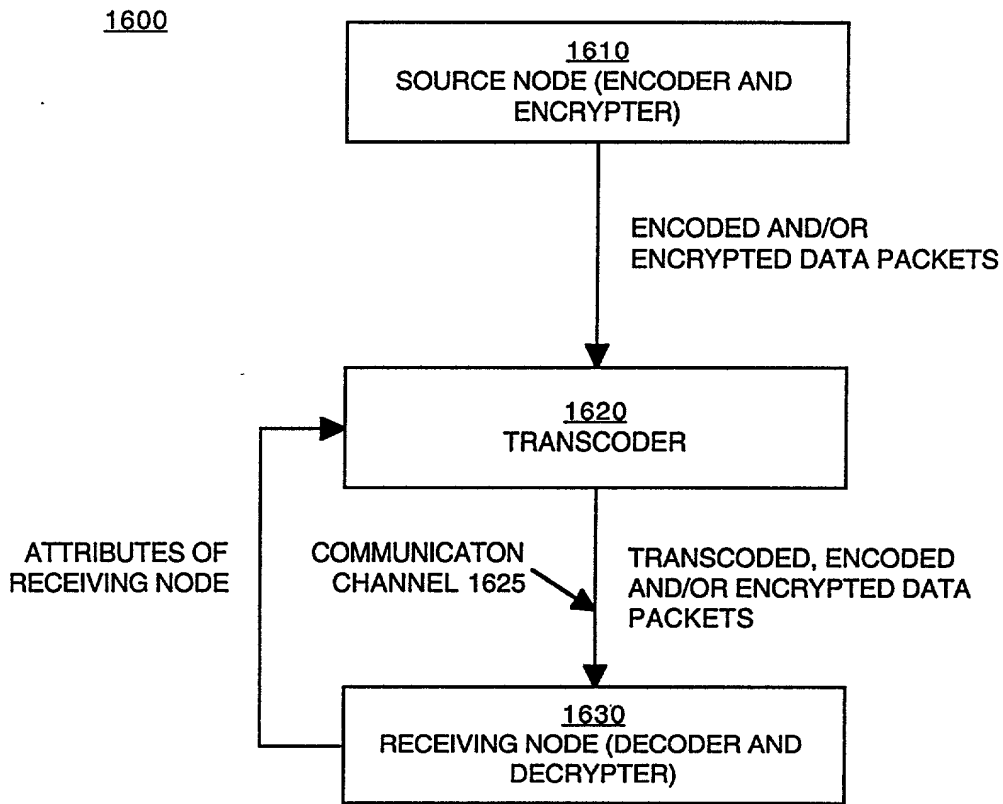 1600
1610
SOURCE NODE (ENCODER AND
ENCRYPTER)
ENCODED AND/OR
ENCRYPTED DATA PACKETS
1620
TRANSCODER
ATTRIBUTES OF
RECEIVING NODE
COMMUNICATON
CHANNEL 1625
TRANSCODED, ENCODED
AND/OR ENCRYPTED DATA
PACKETS
1630
RECEIVING NODE (DECODER AND
DECRYPTER)